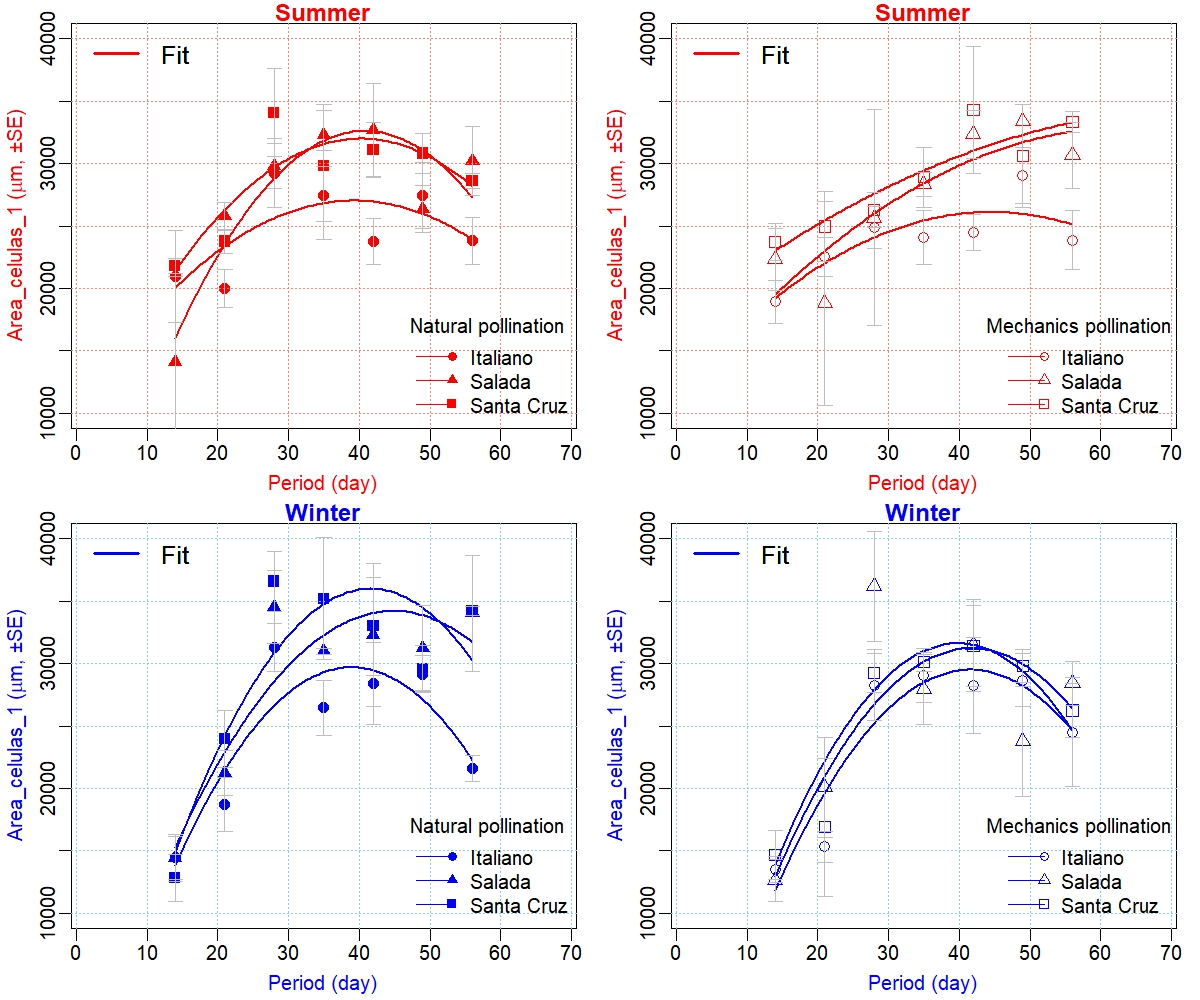 Summer
Fit
Area_celulas_1 (μm, ±SE)
40000
30000
20000
10000
Natural pollination
Italiano
Salada
Santa Cruz
0 10 20 30 40 50 60 70
Period (day)
Summer
Fit
Area_celulas_1 (μm, ±SE)
40000
30000
20000
10000
Mechanics pollination
Italiano
Salada
Santa Cruz
0 10 20 30 40 50 60 70
Period (day)
Winter
Fit
Area_celulas_1 (μm, ±SE)
40000
30000
20000
10000
Natural pollination
Italiano
Salada
Santa Cruz
0 10 20 30 40 50 60 70
Period (day)
Winter
Fit
Area_celulas_1 (μm, ±SE)
40000
30000
20000
10000
Mechanics pollination
Italiano
Salada
Santa Cruz
0 10 20 30 40 50 60 70
Period (day)